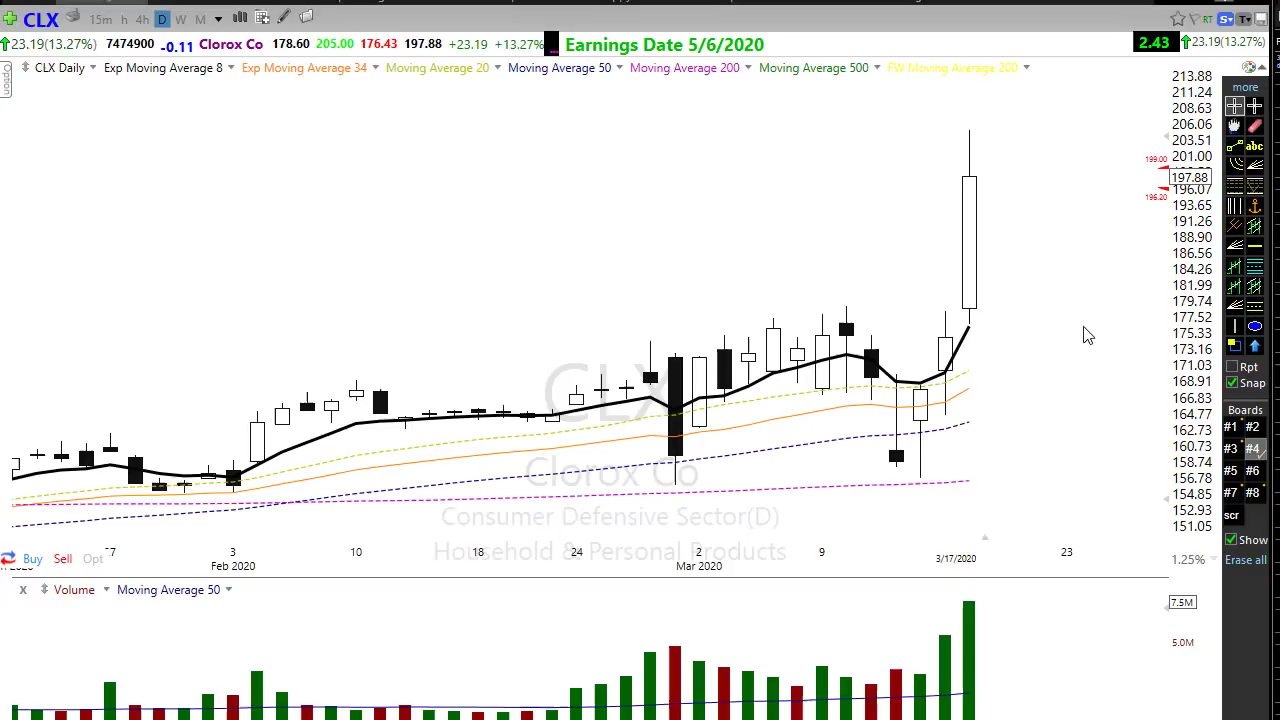 CLX 15m h 4h D W M RT S T
23.19(13.27%) 7474900 -0.11 Clorox Co 178.60 205.00 176.43 197.88 +23.19 +13.27% Earnings Date 5/6/2020 2.43 23.19(13.27%)
CLX Daily Exp Moving Average 8 Exp Moving Average 34 Moving Average 20 Moving Average 50 Moving Average 200 Moving Average 500 FW Moving Average 200
Option
213.88
211.24
208.63
206.06
203.51
201.00
199.00
197.88
196.07
196.20
193.65
191.26
188.90
186.56
184.26
181.99
179.74
177.52
175.33
173.16
171.03
168.91
166.83
164.77
162.73
160.73
158.74
156.78
154.85
152.93
151.05
1.25%
CLX
Clorox Co
Consumer Defensive Sector(D)
Household & Personal Products
3 10 18 24 2 9 23
Feb 2020 Mar 2020 3/17/2020
Buy Sell Opt
X Volume Moving Average 50
7.5M
5.0M
more
abc
Rpt
Snap
Boards
#1 #2
#3 #4
#5 #6
#7 #8
scr
Show
Erase all